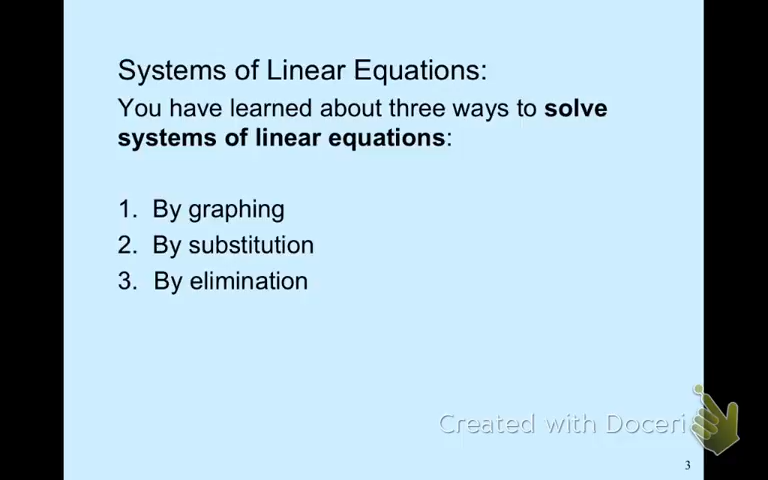 Systems of Linear Equations:
You have learned about three ways to solve
systems of linear equations:
1. By graphing
2. By substitution
3. By elimination
Created with Doceri
3